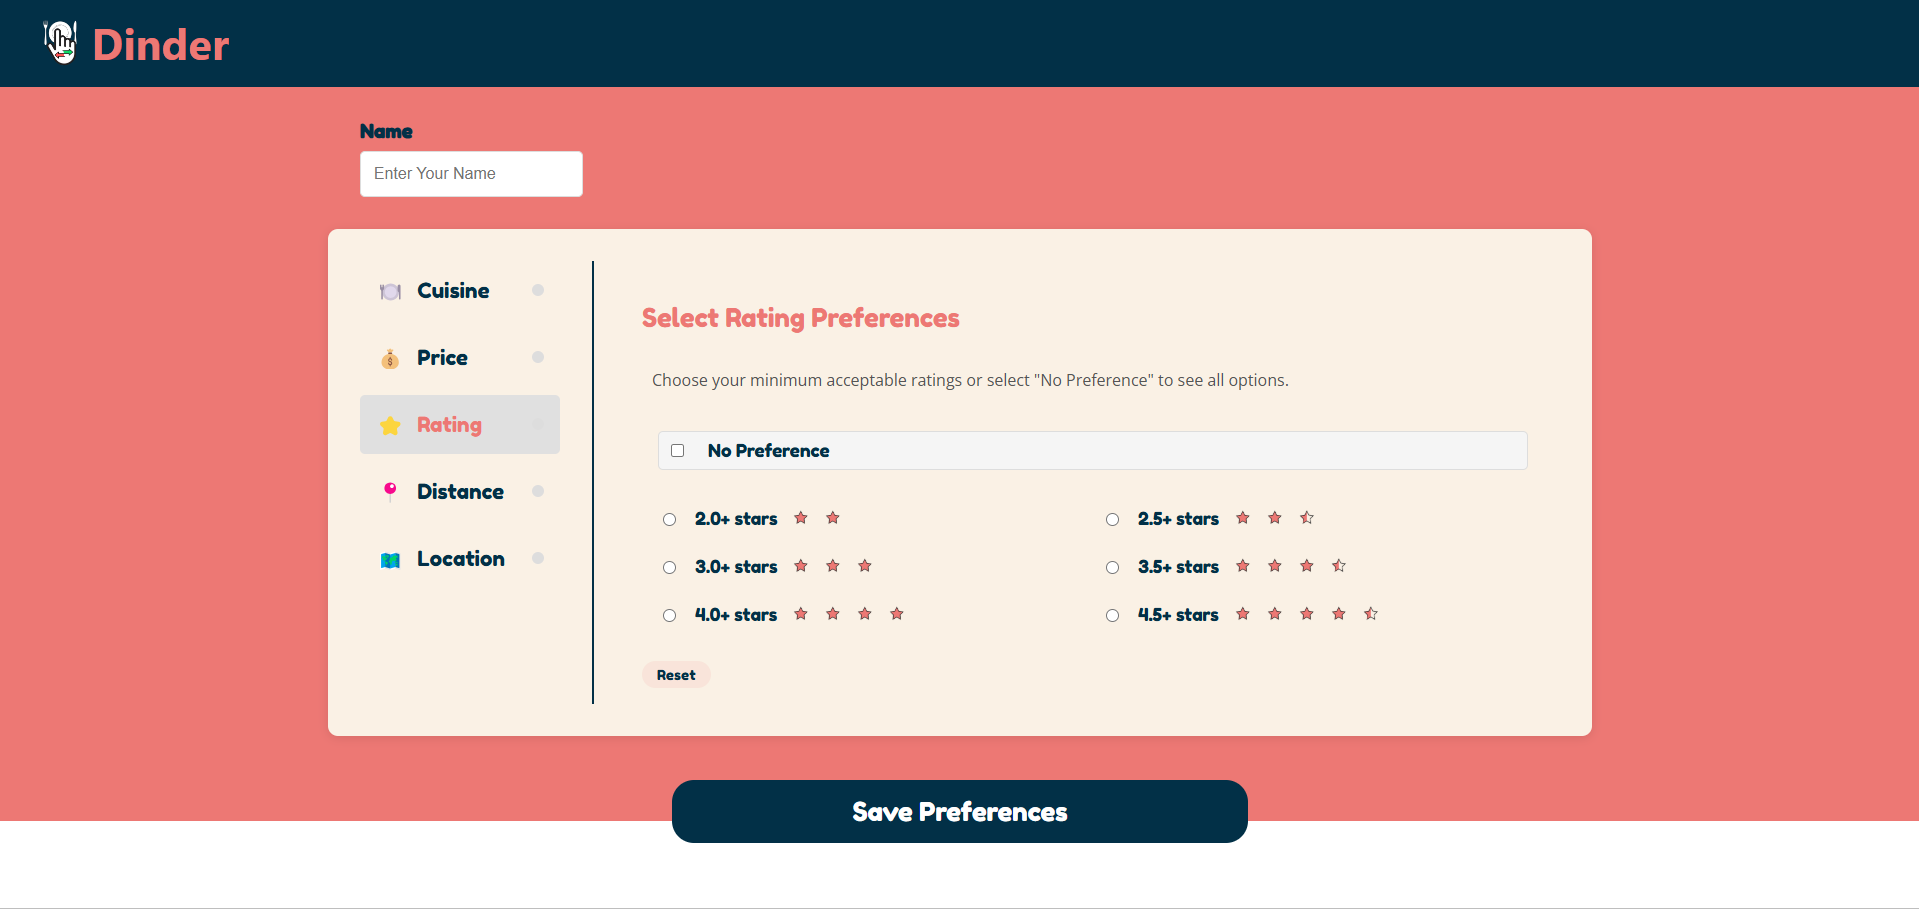 Dinder
Name
Enter Your Name
Cuisine
Price
Rating
Distance
Location
Select Rating Preferences
Choose your minimum acceptable ratings or select "No Preference" to see all options.
No Preference
2.0+ stars
2.5+ stars
3.0+ stars
3.5+ stars
4.0+ stars
4.5+ stars
Reset
Save Preferences